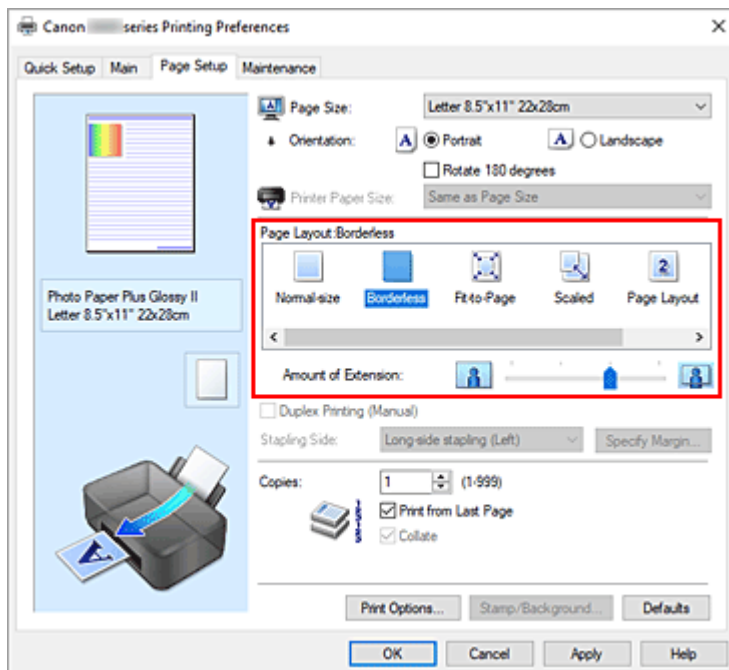 Canon series Printing Preferences
Quick Setup Main Page Setup Maintenance
Page Size: Letter 8.5"x11" 22x28cm
Orientation: A Portrait A Landscape
Rotate 180 degrees
Printer Paper Size: Same as Page Size
Page Layout:Borderless
2
Normal-size Borderless Fit-to-Page Scaled Page Layout
Photo Paper Plus Glossy II
Letter 8.5"x11" 22x28cm
Amount of Extension:
Duplex Printing (Manual)
Stapling Side: Long-side stapling (Left) Specify Margin...
Copies: 1 (1-999)
Print from Last Page
Collate
A
Print Options... Stamp/Background... Defaults
OK Cancel Apply Help